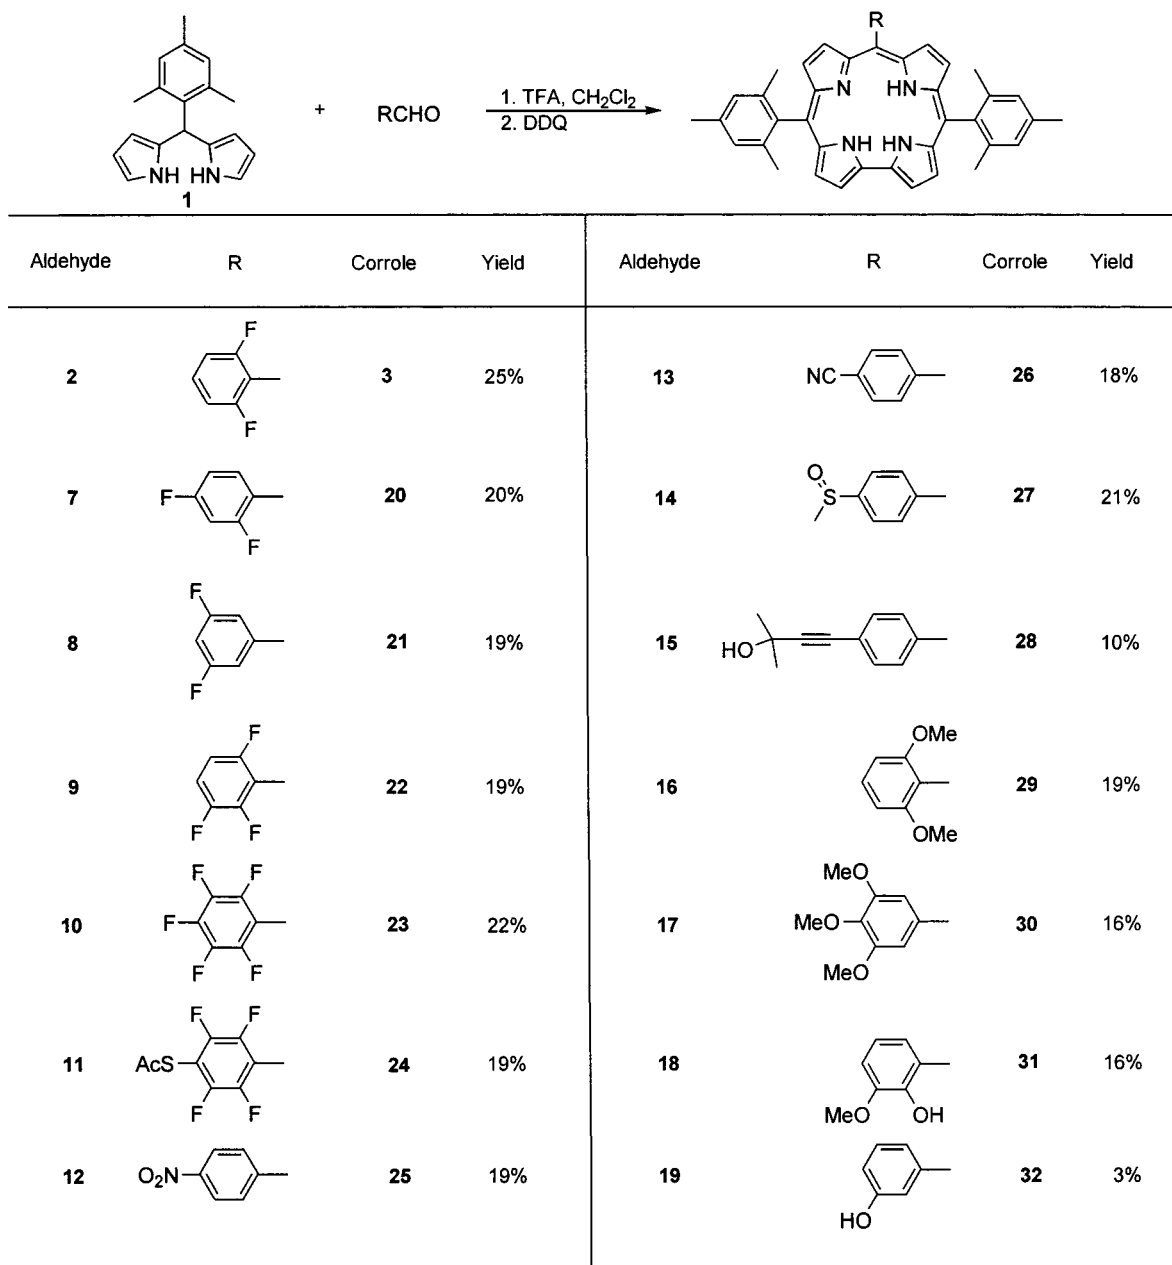 R
N
HN
NH
HN
+
RCHO
1. TFA, CH2Cl2
2. DDQ
NH
HN
1
Aldehyde R Corrole Yield
Aldehyde R Corrole Yield
F
2 3 25%
F
13 NC 26 18%
7 F 20 20%
F
O
14 S 27 21%
F
8 21 19%
F
15 HO 28 10%
F
9 22 19%
F F
OMe
16 29 19%
OMe
F F
10 F 23 22%
F F
MeO
17 MeO 30 16%
MeO
F F
11 AcS 24 19%
F F
18 31 16%
MeO OH
12 O2N 25 19%
19 32 3%
HO